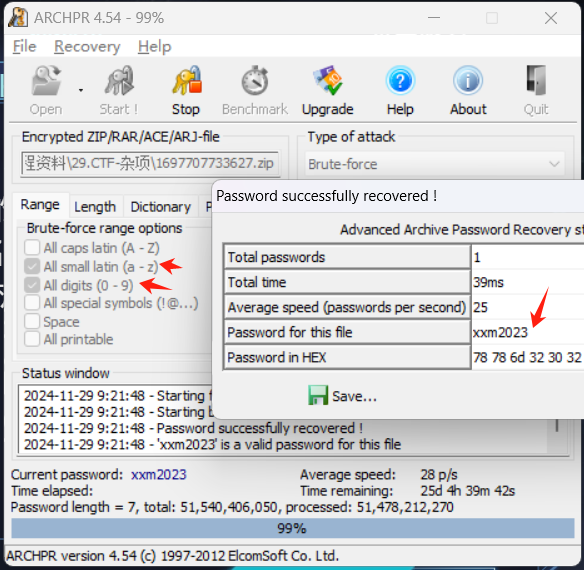 ARCHPR 4.54 - 99%
File Recovery Help
Open Start ! Stop Benchmark Upgrade Help About Quit
Encrypted ZIP/RAR/ACE/ARJ-file
程资料\29.CTF-杂项\1697707733627.zip
Type of attack
Brute-force
Range Length Dictionary P
Brute-force range options
All caps latin (A - Z)
All small latin (a - z)
All digits (0 - 9)
All special symbols (!@...)
Space
All printable
Password successfully recovered !
Advanced Archive Password Recovery st
Total passwords 1
Total time 39ms
Average speed (passwords per second) 25
Password for this file xxm2023
Password in HEX 78 78 6d 32 30 32
Save...
Status window
2024-11-29 9:21:48 - Starting
2024-11-29 9:21:48 - Starting b
2024-11-29 9:21:48 - Password successfully recovered !
2024-11-29 9:21:48 - 'xxm2023' is a valid password for this file
Current password: xxm2023 Average speed: 28 p/s
Time elapsed: Time remaining: 25d 4h 39m 42s
Password length = 7, total: 51,540,406,050, processed: 51,478,212,270
99%
ARCHPR version 4.54 (c) 1997-2012 ElcomSoft Co. Ltd.